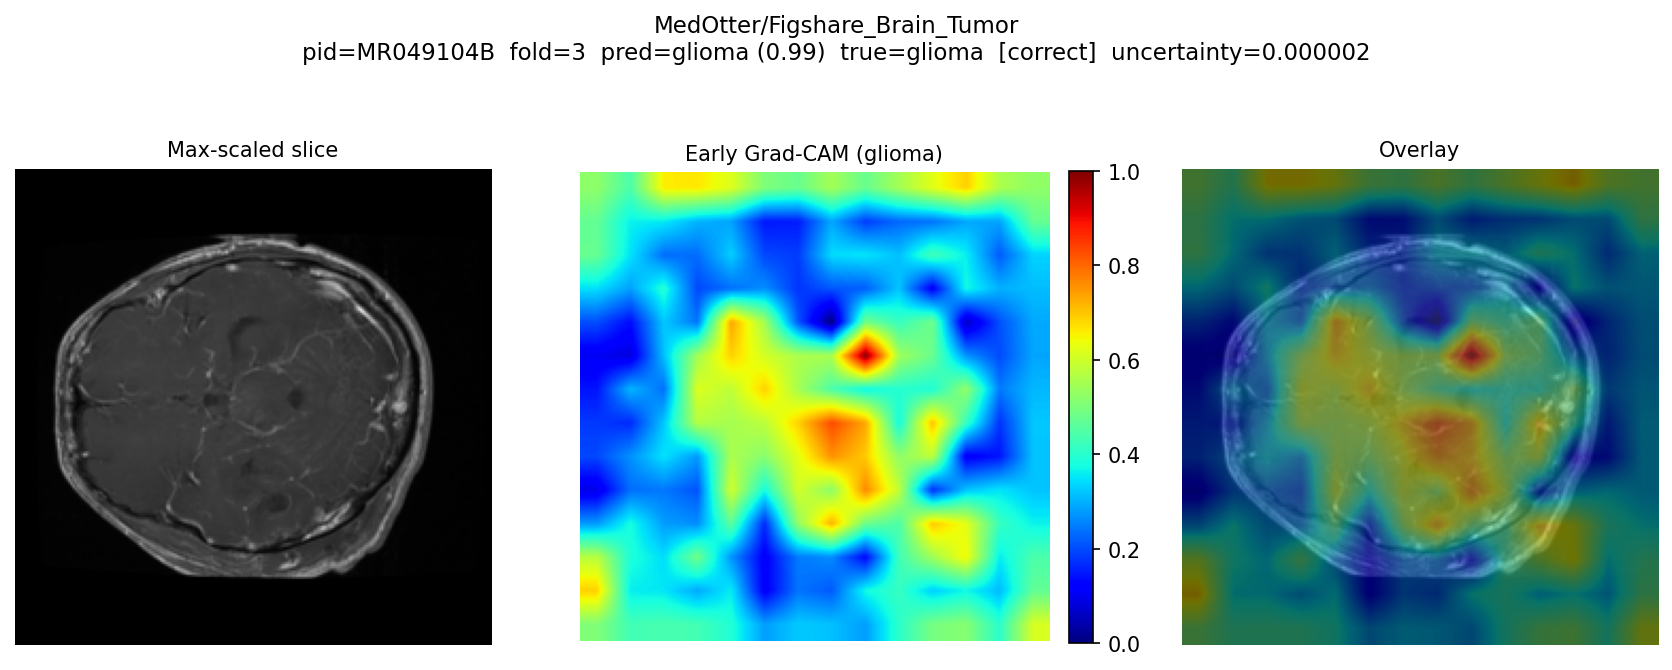 MedOtter/Figshare_Brain_Tumor
pid=MR049104B  fold=3  pred=glioma (0.99)  true=glioma  [correct]  uncertainty=0.000002
Max-scaled slice
Early Grad-CAM (glioma)
Overlay
1.0
0.8
0.6
0.4
0.2
0.0